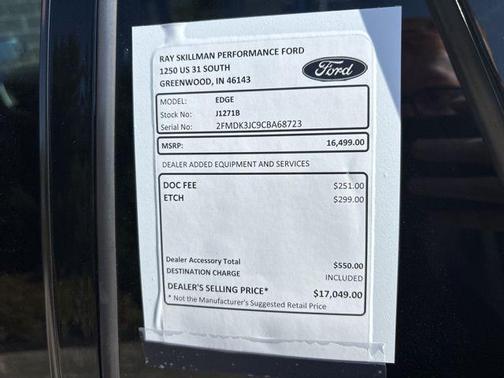 RAY SKILLMAN PERFORMANCE FORD
1250 US 31 SOUTH
GREENWOOD, IN 46143
Ford
MODEL: EDGE
Stock No: J1271B
Serial No: 2FMDK3JC9CBA68723
MSRP: 16,499.00
DEALER ADDED EQUIPMENT AND SERVICES
DOC FEE $251.00
ETCH $299.00
Dealer Accessory Total $550.00
DESTINATION CHARGE INCLUDED
DEALER'S SELLING PRICE* $17,049.00
* Not the Manufacturer's Suggested Retail Price